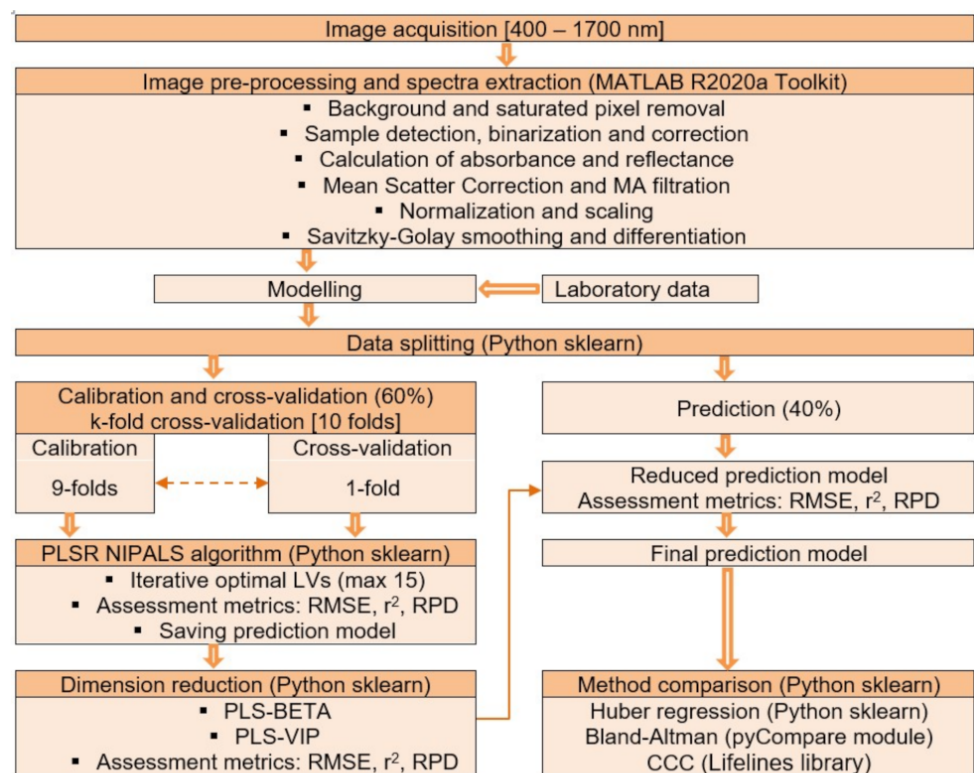 Image acquisition [400 – 1700 nm]
Image pre-processing and spectra extraction (MATLAB R2020a Toolkit)
▪ Background and saturated pixel removal
▪ Sample detection, binarization and correction
▪ Calculation of absorbance and reflectance
▪ Mean Scatter Correction and MA filtration
▪ Normalization and scaling
▪ Savitzky-Golay smoothing and differentiation
Modelling
Laboratory data
Data splitting (Python sklearn)
Calibration and cross-validation (60%)
k-fold cross-validation [10 folds]
Calibration
9-folds
Cross-validation
1-fold
PLSR NIPALS algorithm (Python sklearn)
▪ Iterative optimal LVs (max 15)
▪ Assessment metrics: RMSE, r², RPD
▪ Saving prediction model
Dimension reduction (Python sklearn)
▪ PLS-BETA
▪ PLS-VIP
▪ Assessment metrics: RMSE, r², RPD
Prediction (40%)
Reduced prediction model
Assessment metrics: RMSE, r², RPD
Final prediction model
Method comparison (Python sklearn)
Huber regression (Python sklearn)
Bland-Altman (pyCompare module)
CCC (Lifelines library)